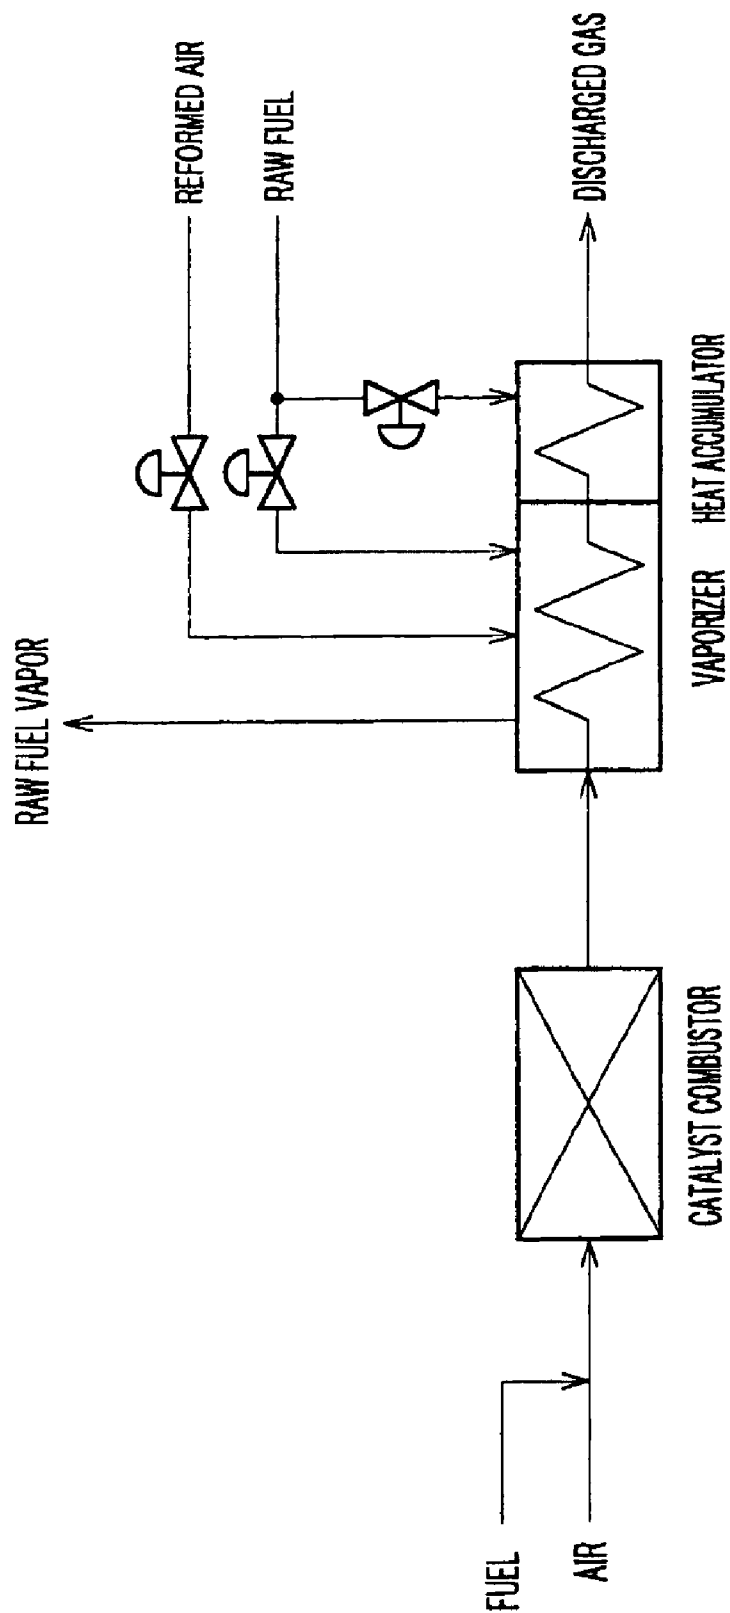 REFORMED AIR
RAW FUEL
DISCHARGED GAS
HEAT ACCUMULATOR
VAPORIZER
RAW FUEL VAPOR
CATALYST COMBUSTOR
FUEL
AIR